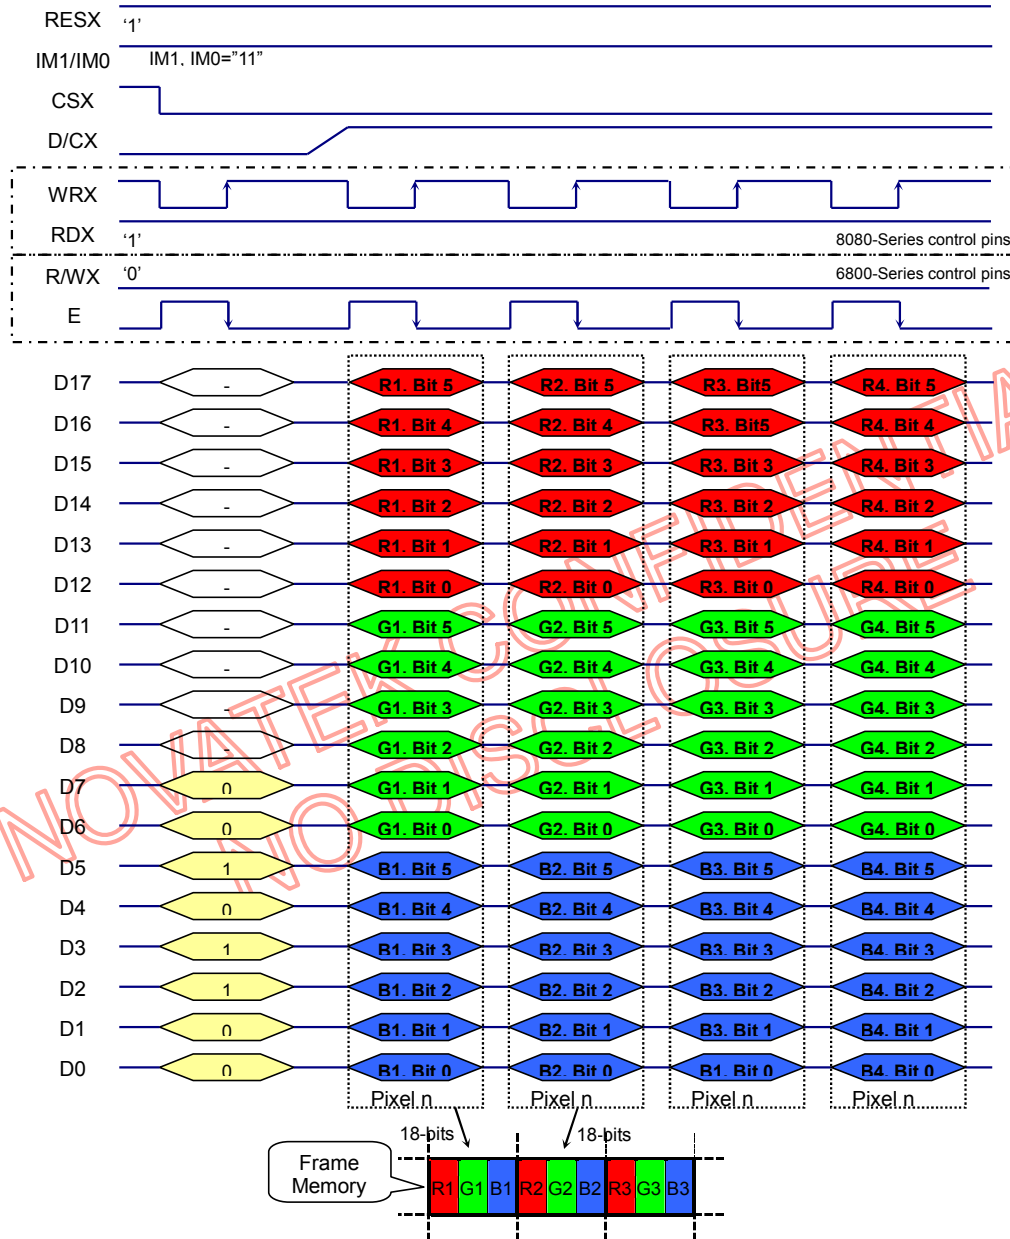 RESX '1'
IM1/IM0 IM1, IM0="11"
CSX
D/CX
WRX
RDX '1' 8080-Series control pins
R/WX '0' 6800-Series control pins
E
D17 - R1. Bit 5 R2. Bit 5 R3. Bit5 R4. Bit 5
D16 - R1. Bit 4 R2. Bit 4 R3. Bit5 R4. Bit 4
D15 - R1. Bit 3 R2. Bit 3 R3. Bit 3 R4. Bit 3
D14 - R1. Bit 2 R2. Bit 2 R3. Bit 2 R4. Bit 2
D13 - R1. Bit 1 R2. Bit 1 R3. Bit 1 R4. Bit 1
D12 - R1. Bit 0 R2. Bit 0 R3. Bit 0 R4. Bit 0
D11 - G1. Bit 5 G2. Bit 5 G3. Bit 5 G4. Bit 5
D10 - G1. Bit 4 G2. Bit 4 G3. Bit 4 G4. Bit 4
D9 - G1. Bit 3 G2. Bit 3 G3. Bit 3 G4. Bit 3
D8 - G1. Bit 2 G2. Bit 2 G3. Bit 2 G4. Bit 2
D7 0 G1. Bit 1 G2. Bit 1 G3. Bit 1 G4. Bit 1
D6 0 G1. Bit 0 G2. Bit 0 G3. Bit 0 G4. Bit 0
D5 1 B1. Bit 5 B2. Bit 5 B3. Bit 5 B4. Bit 5
D4 0 B1. Bit 4 B2. Bit 4 B3. Bit 4 B4. Bit 4
D3 1 B1. Bit 3 B2. Bit 3 B3. Bit 3 B4. Bit 3
D2 1 B1. Bit 2 B2. Bit 2 B3. Bit 2 B4. Bit 2
D1 0 B1. Bit 1 B2. Bit 1 B3. Bit 1 B4. Bit 1
D0 0 B1. Bit 0 B2. Bit 0 B1. Bit 0 B4. Bit 0
Pixel n Pixel n Pixel n Pixel n
18-bits 18-bits
Frame
Memory
R1 G1 B1 R2 G2 B2 R3 G3 B3
NOVATEK CONFIDENTIA
NO DISCLOSURE